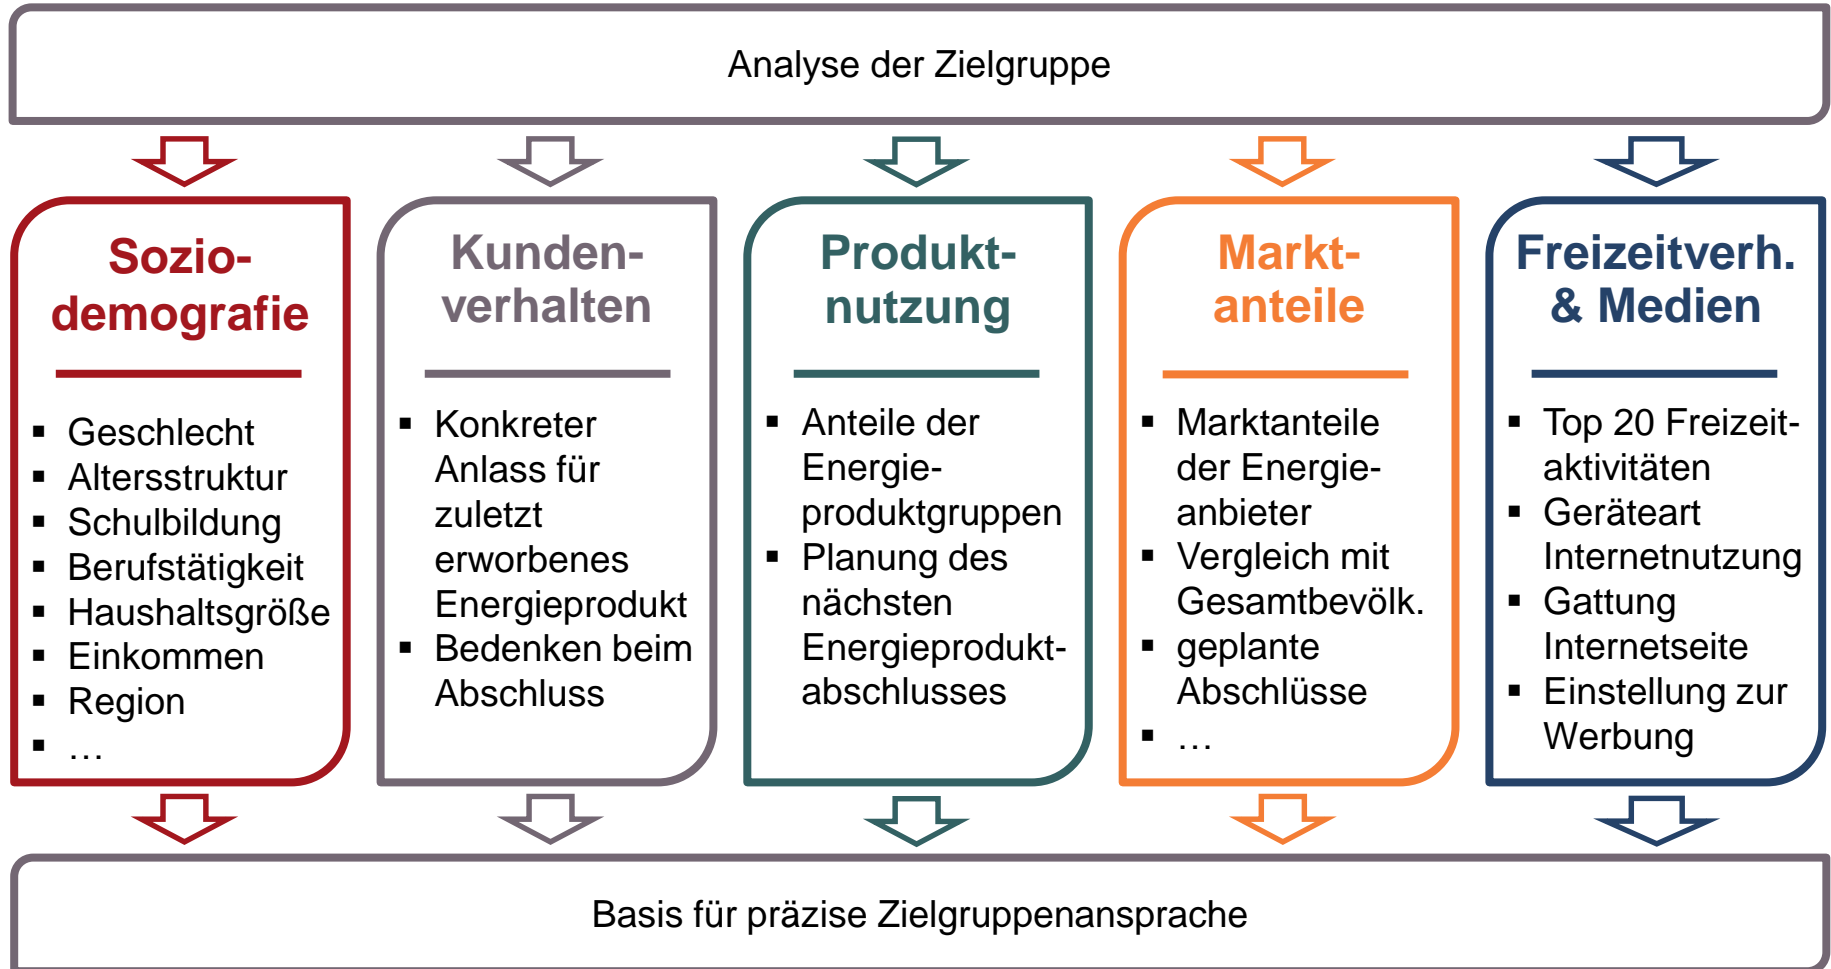 Analyse der Zielgruppe
Sozio-
demografie
Geschlecht
Altersstruktur
Schulbildung
Berufstätigkeit
Haushaltsgröße
Einkommen
Region
…
Kunden-
verhalten
Konkreter
Anlass für
zuletzt
erworbenes
Energieprodukt
Bedenken beim
Abschluss
Produkt-
nutzung
Anteile der
Energie-
produktgruppen
Planung des
nächsten
Energieprodukt-
abschlusses
Markt-
anteile
Marktanteile
der Energie-
anbieter
Vergleich mit
Gesamtbevölk.
geplante
Abschlüsse
…
Freizeitverh.
& Medien
Top 20 Freizeit-
aktivitäten
Geräteart
Internetnutzung
Gattung
Internetseite
Einstellung zur
Werbung
Basis für präzise Zielgruppenansprache